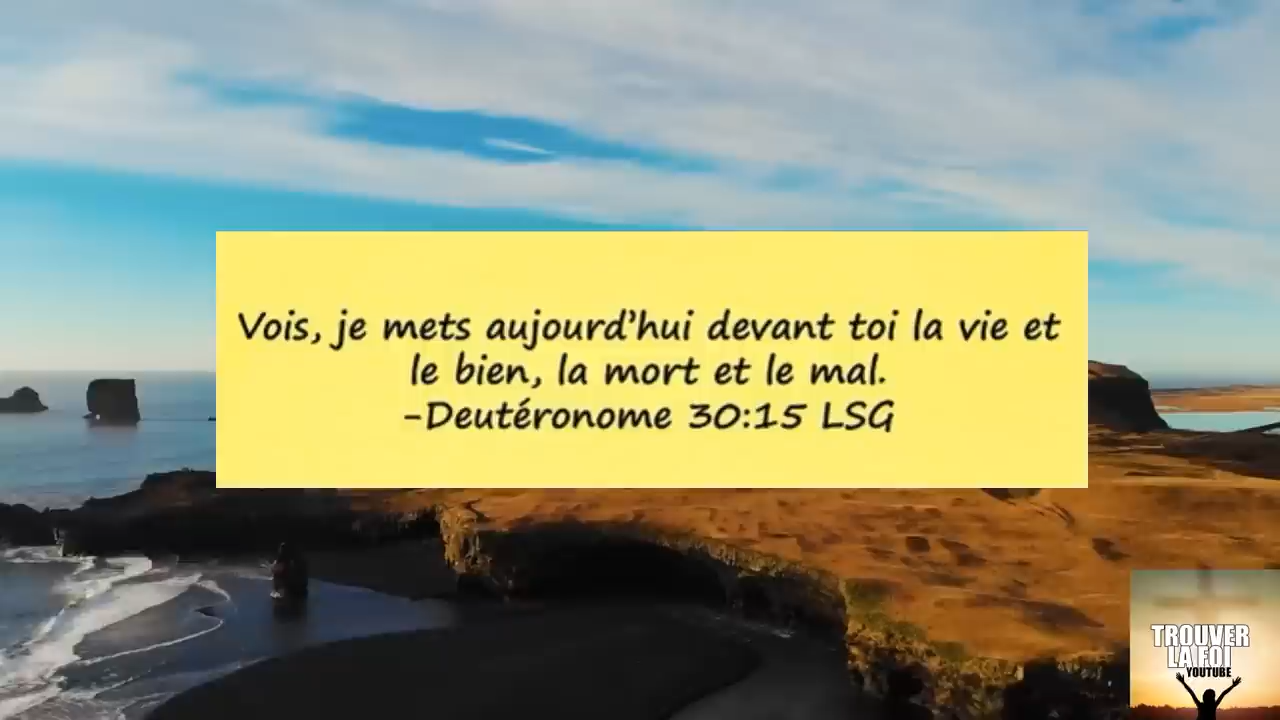 Vois, je mets aujourd’hui devant toi la vie et
le bien, la mort et le mal.
-Deutéronome 30:15 LSG
TROUVER
LA FOI
YOUTUBE